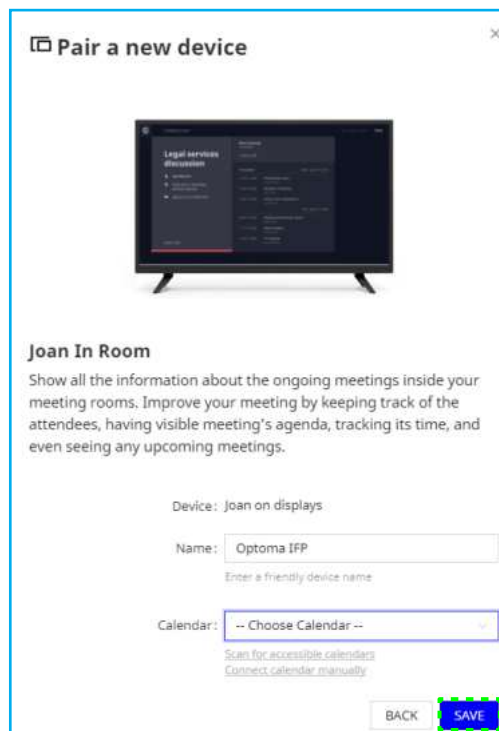 Pair a new device
Legal services
discussion
Joan In Room
Show all the information about the ongoing meetings inside your
meeting rooms. Improve your meeting by keeping track of the
attendees, having visible meeting's agenda, tracking its time, and
even seeing any upcoming meetings.
Device: Joan on displays
Name: Optoma IFP
Enter a friendly device name
Calendar: -- Choose Calendar --
Scan for accessible calendars
Connect calendar manually
BACK SAVE